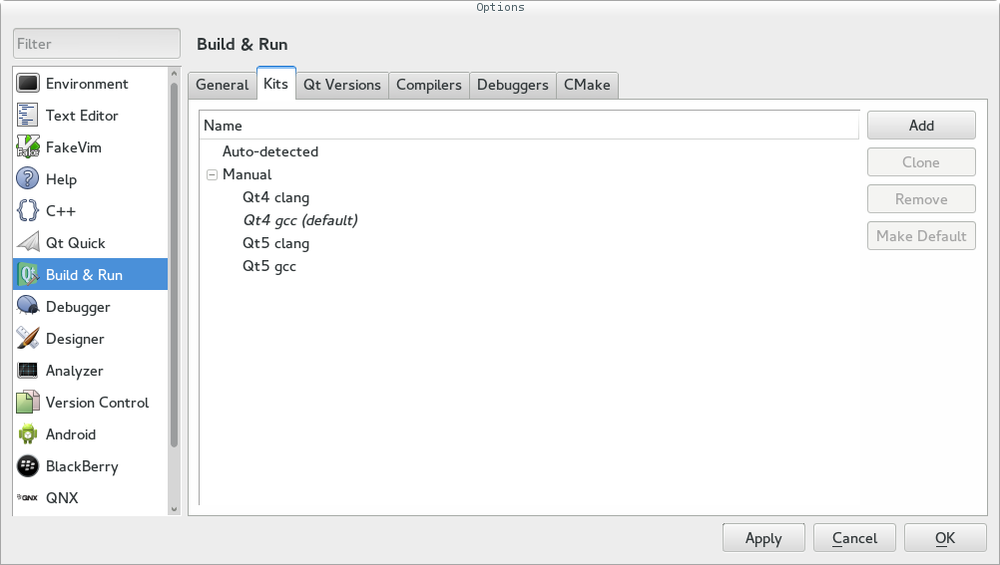 Options
Filter
Build & Run
Environment
Text Editor
FakeVim
Help
C++
Qt Quick
Build & Run
Debugger
Designer
Analyzer
Version Control
Android
BlackBerry
QNX
General Kits Qt Versions Compilers Debuggers CMake
Name
Auto-detected
Manual
Qt4 clang
Qt4 gcc (default)
Qt5 clang
Qt5 gcc
Add
Clone
Remove
Make Default
Apply Cancel OK